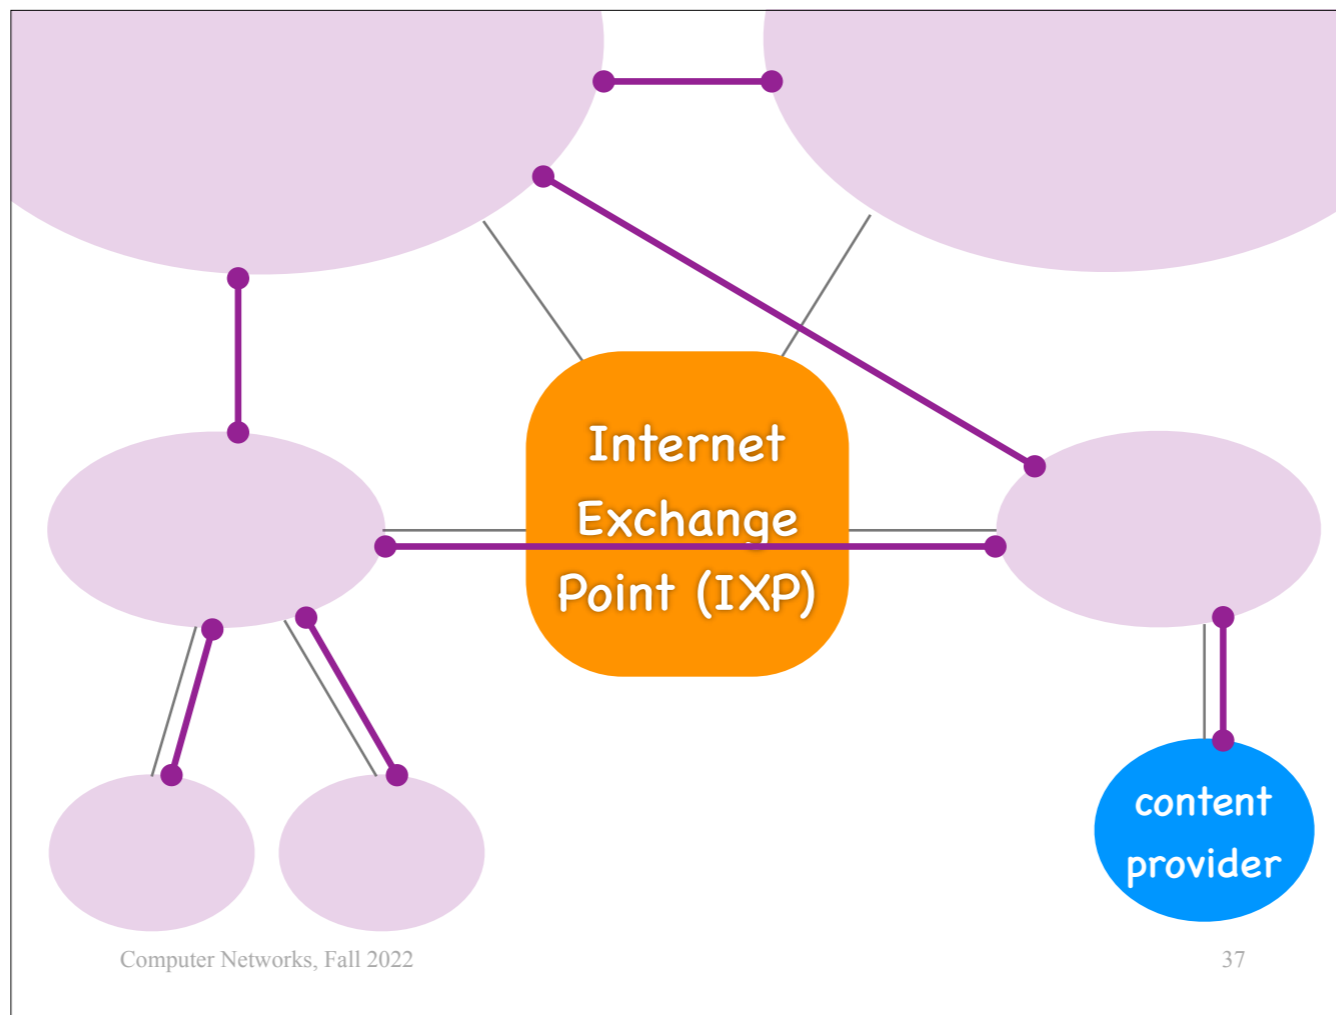 Internet
Exchange
Point (IXP)
content
provider
Computer Networks, Fall 2022
37